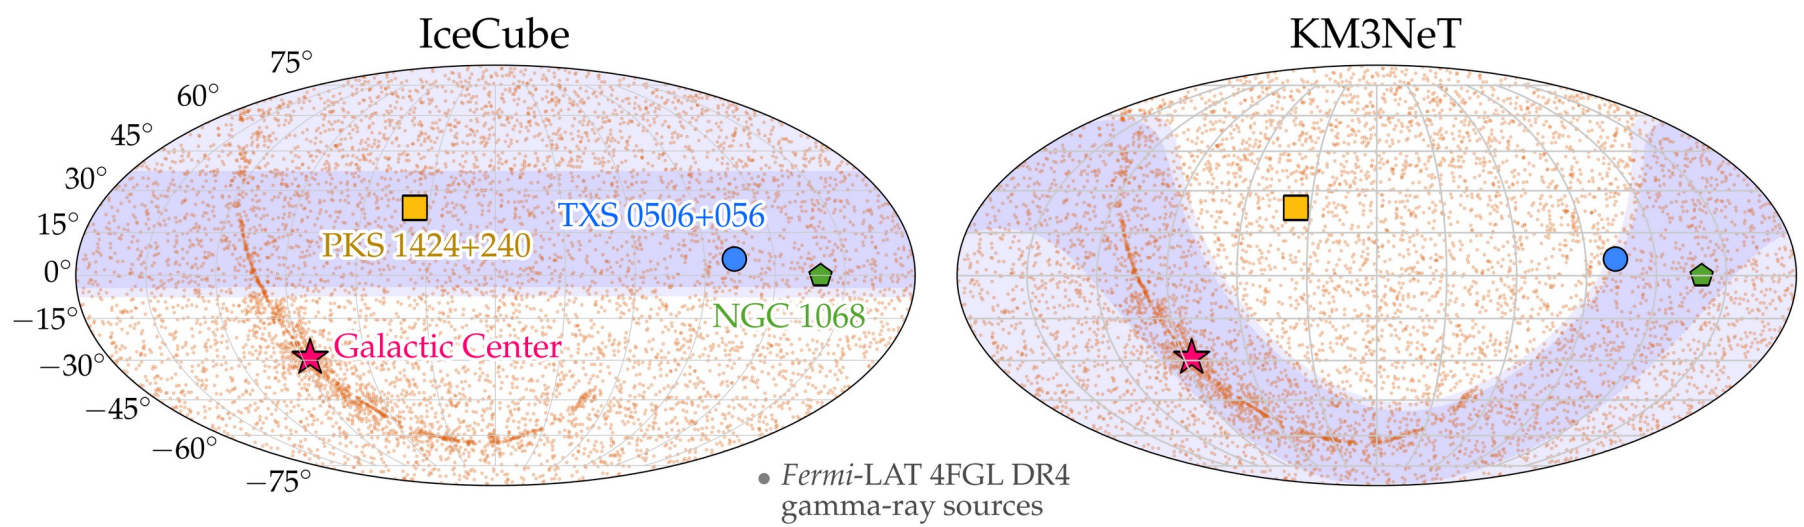 IceCube
KM3NeT
75°
60°
45°
30°
15°
0°
−15°
−30°
−45°
−60°
−75°
TXS 0506+056
PKS 1424+240
NGC 1068
Galactic Center
Fermi-LAT 4FGL DR4
gamma-ray sources